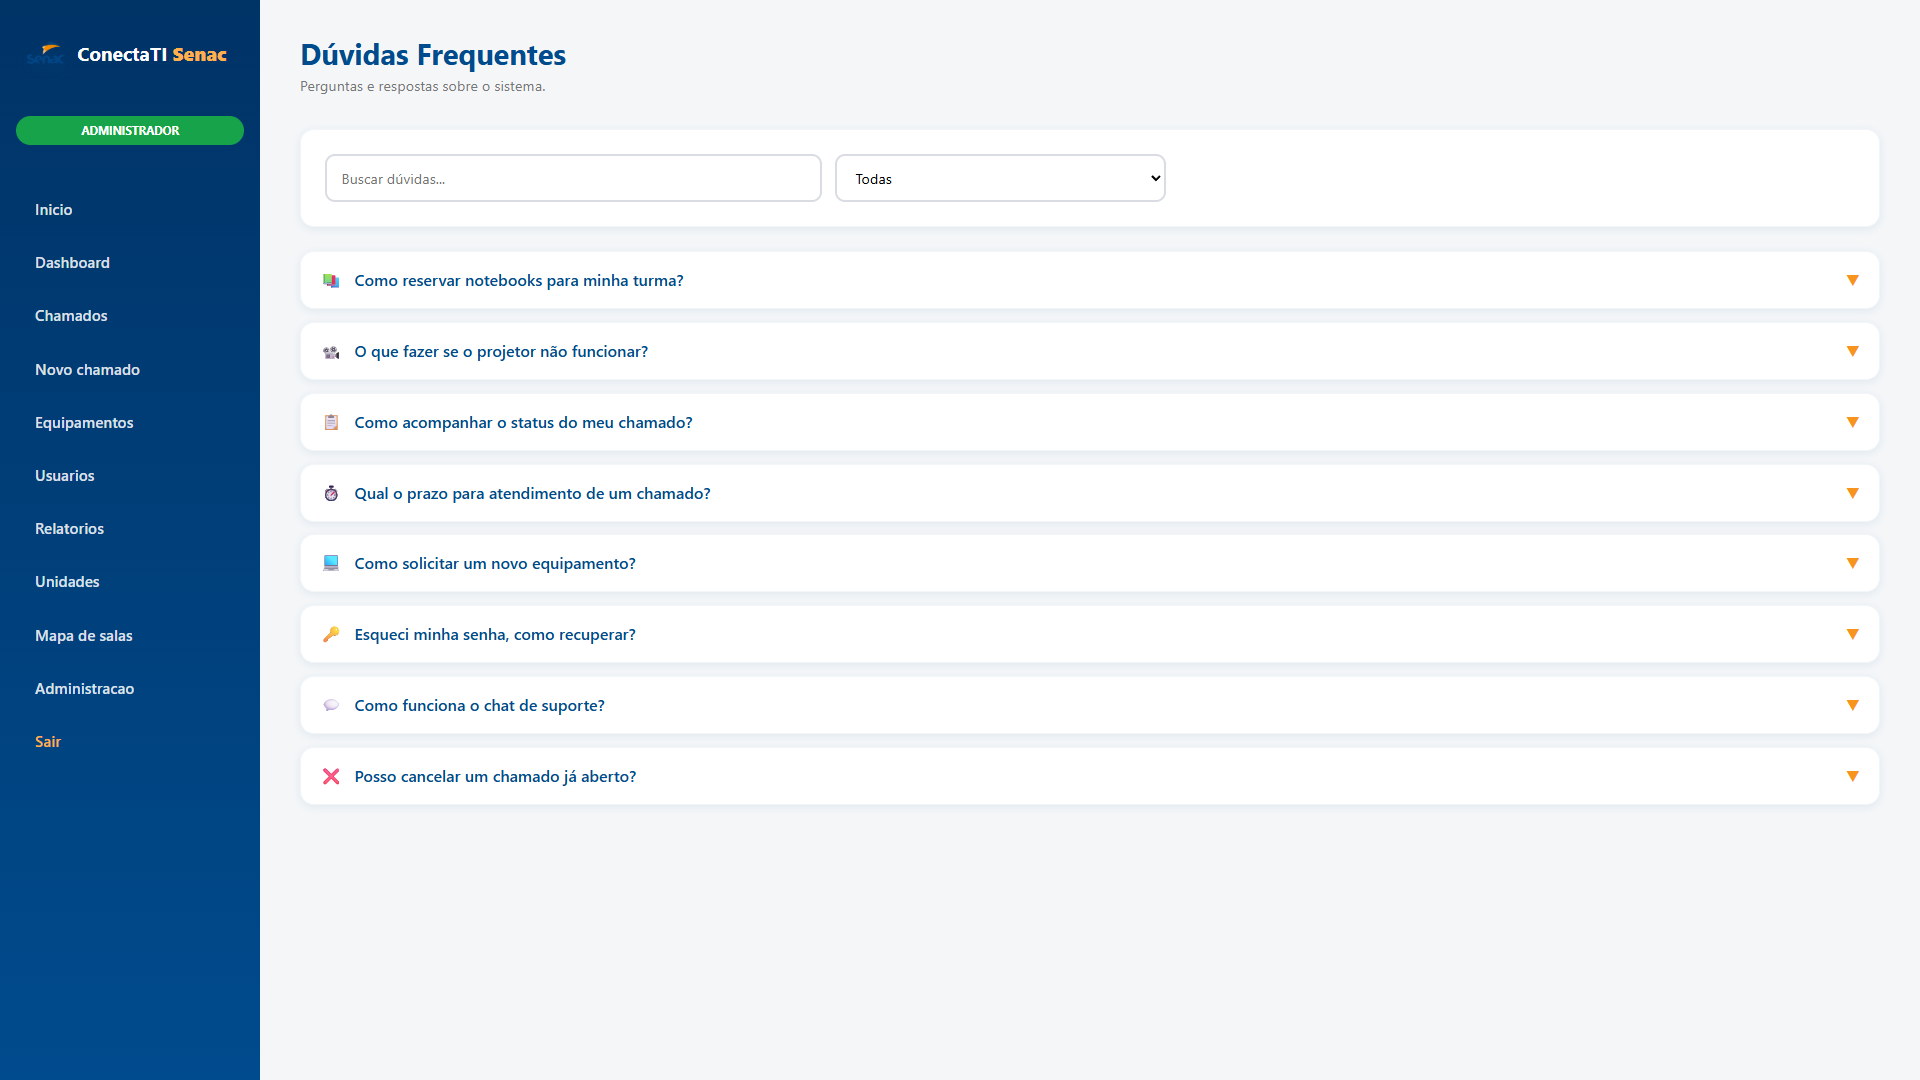 Senac
ConectaTI Senac
ADMINISTRADOR
Inicio
Dashboard
Chamados
Novo chamado
Equipamentos
Usuarios
Relatorios
Unidades
Mapa de salas
Administracao
Sair
Dúvidas Frequentes
Perguntas e respostas sobre o sistema.
Buscar dúvidas...
Todas
Como reservar notebooks para minha turma?
O que fazer se o projetor não funcionar?
Como acompanhar o status do meu chamado?
Qual o prazo para atendimento de um chamado?
Como solicitar um novo equipamento?
Esqueci minha senha, como recuperar?
Como funciona o chat de suporte?
Posso cancelar um chamado já aberto?